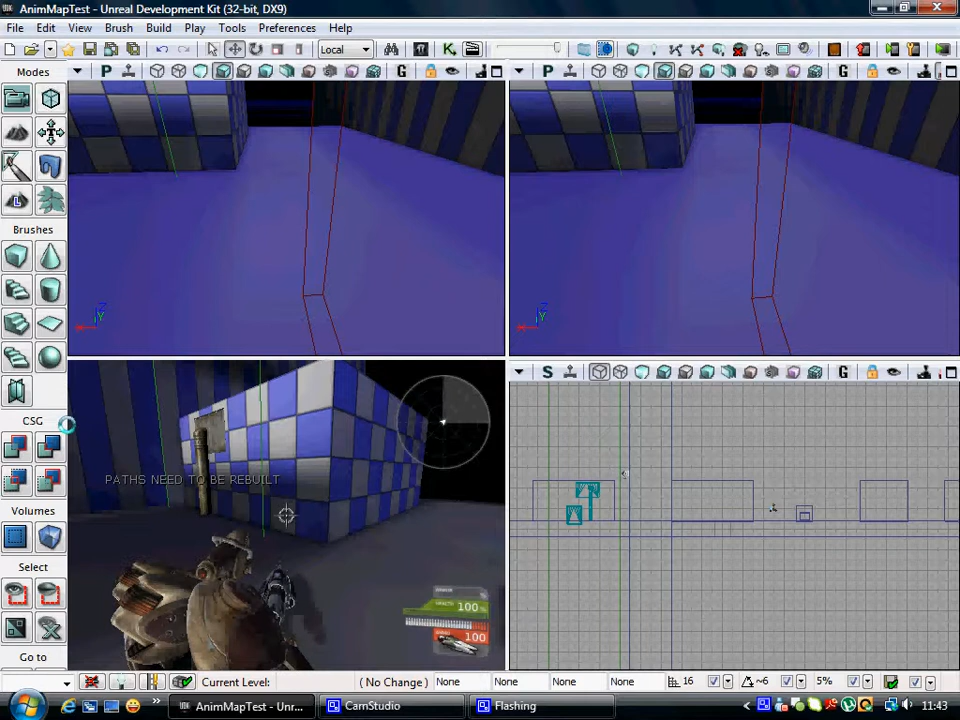 AnimMapTest - Unreal Development Kit (32-bit, DX9)
File Edit View Brush Build Play Tools Preferences Help
Local
Modes
P G P G
Brushes
Z
Y
Z
Y
S G
CSG
PATHS NEED TO BE REBUILT
Volumes
Select
100%
100
Go to
Current Level: (No Change) None None None None 16 ~6 5%
AnimMapTest - Unr... CamStudio Flashing 11:43